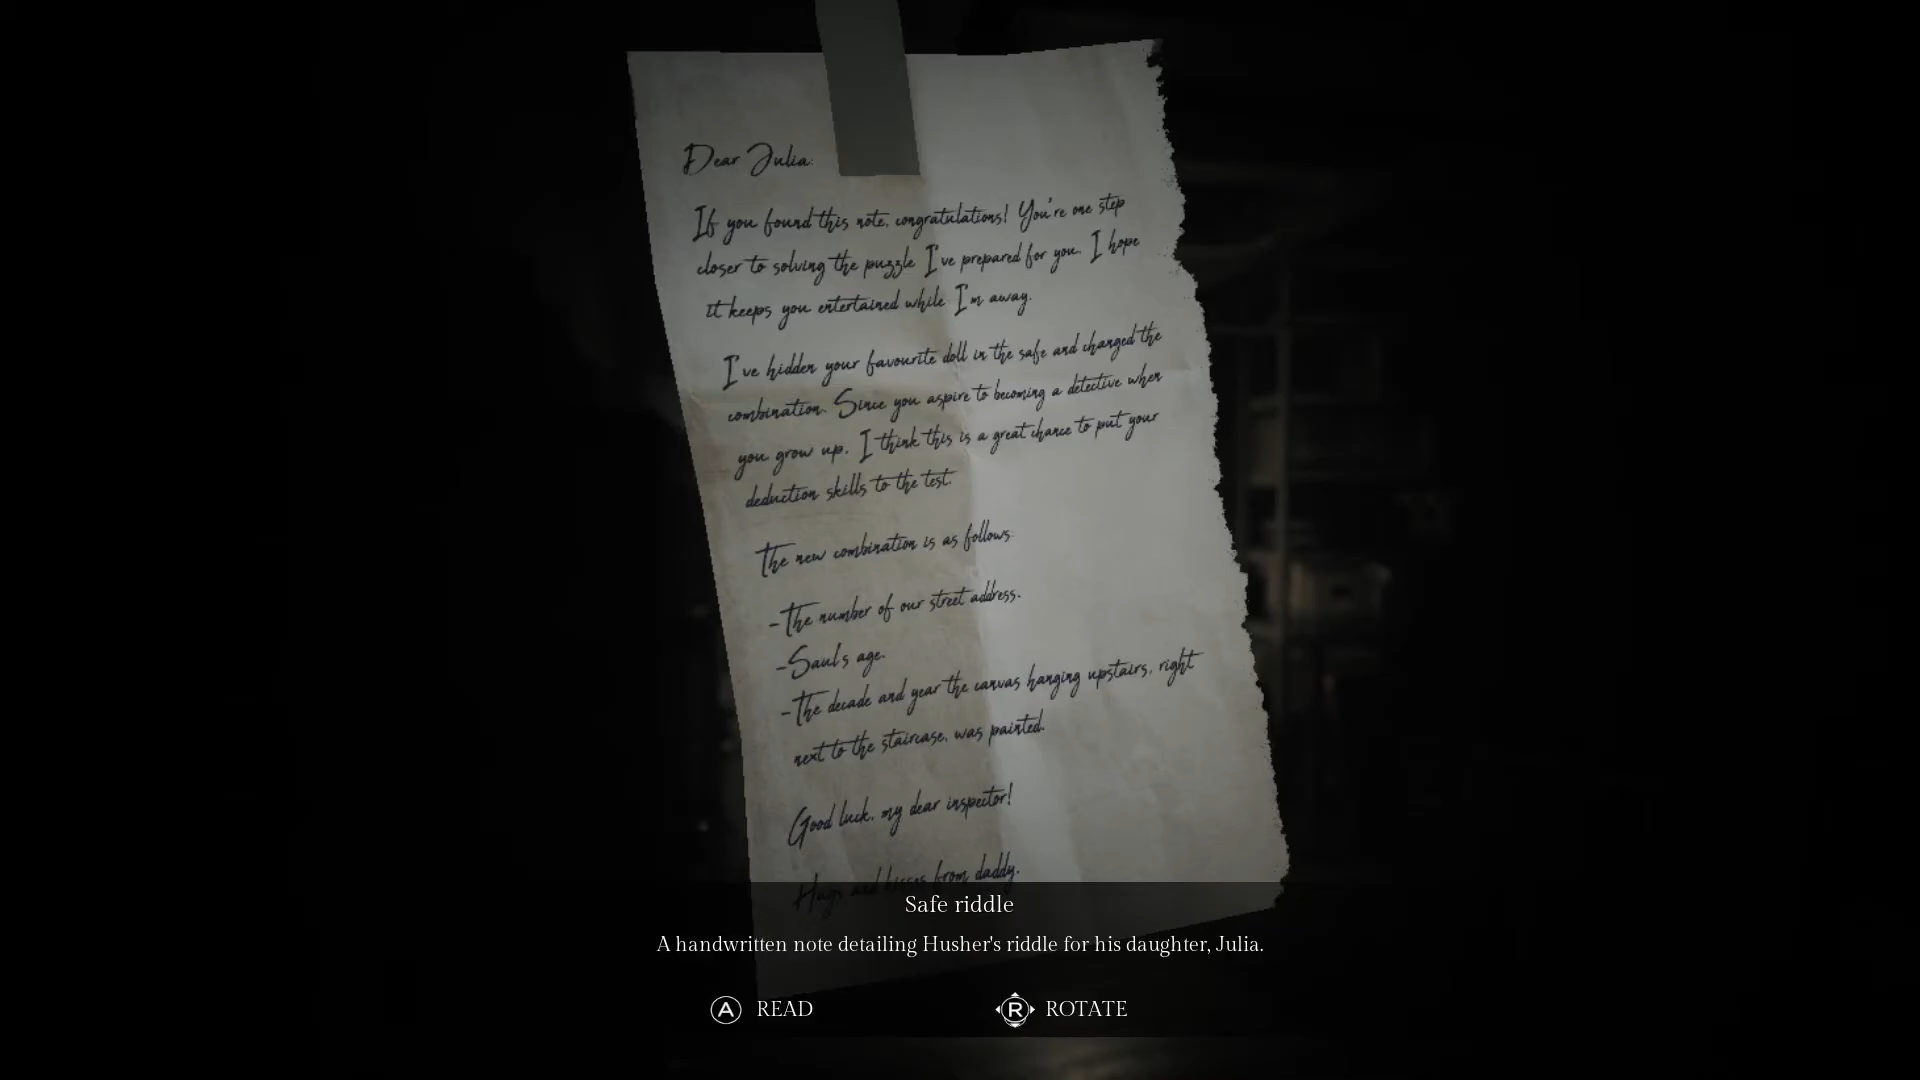 Dear Julia:
If you found this note, congratulations! You're one step
closer to solving the puzzle I've prepared for you. I hope
it keeps you entertained while I'm away.
I've hidden your favourite doll in the safe and changed the
combination. Since you aspire to becoming a detective when
you grow up, I think this is a great chance to put your
deduction skills to the test.
The new combination is as follows:
-The number of our street address.
-Saul's age.
-The decade and year the canvas hanging upstairs, right
next to the staircase, was painted.
Good luck, my dear inspector!
Hugs and kisses from daddy.
Safe riddle
A handwritten note detailing Husher's riddle for his daughter, Julia.
A READ
R ROTATE